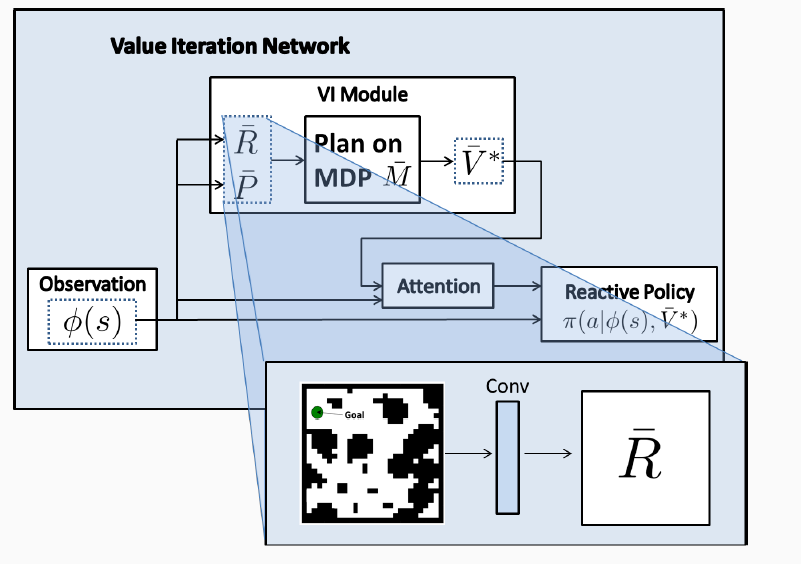 Value Iteration Network
VI Module
R̄
P̄
Plan on
MDP M̄
V̄*
Observation
ϕ(s)
Attention
Reactive Policy
π(a|ϕ(s), V̄*)
Goal
Conv
R̄